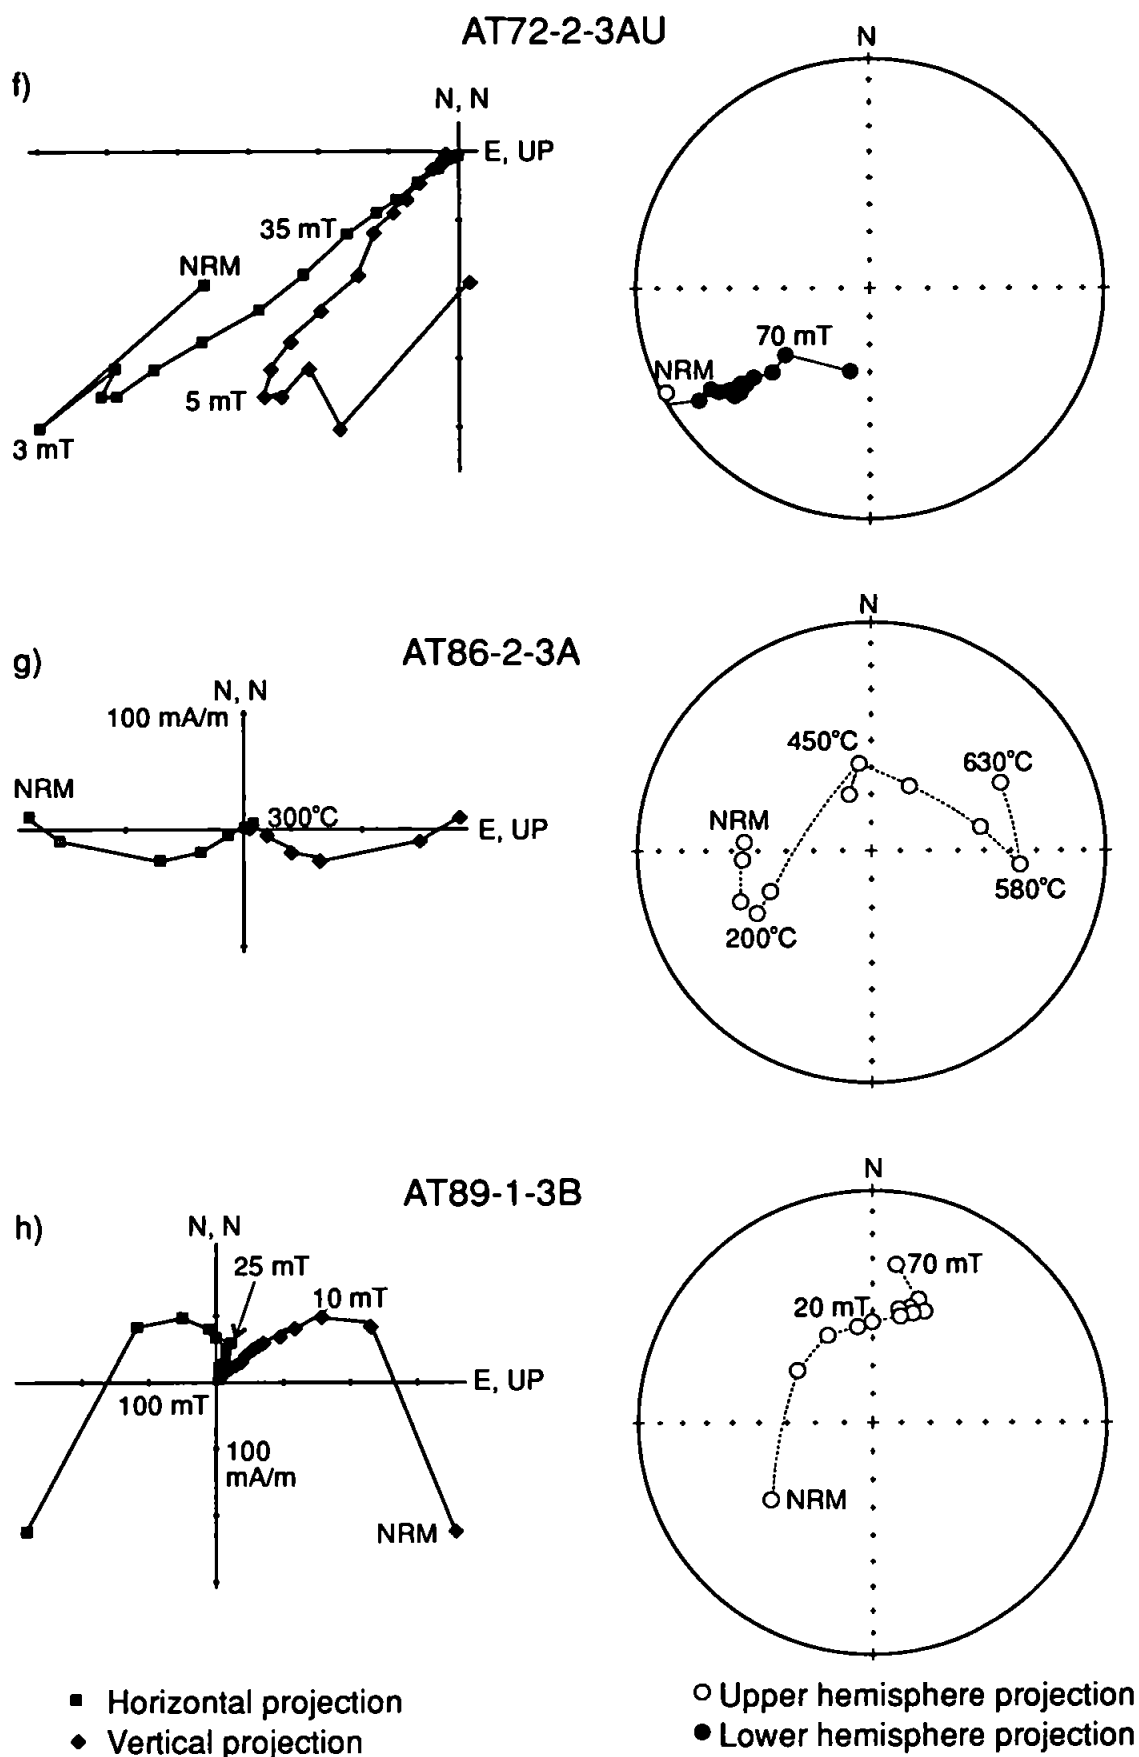 AT72-2-3AU
f)
N, N
E, UP
35 mT
NRM
5 mT
3 mT
N
70 mT
NRM
g)
AT86-2-3A
N, N
100 mA/m
NRM
300°C
E, UP
N
450°C
630°C
NRM
580°C
200°C
h)
AT89-1-3B
N, N
25 mT
10 mT
E, UP
100 mT
100
mA/m
NRM
N
70 mT
20 mT
NRM
Horizontal projection
Vertical projection
Upper hemisphere projection
Lower hemisphere projection